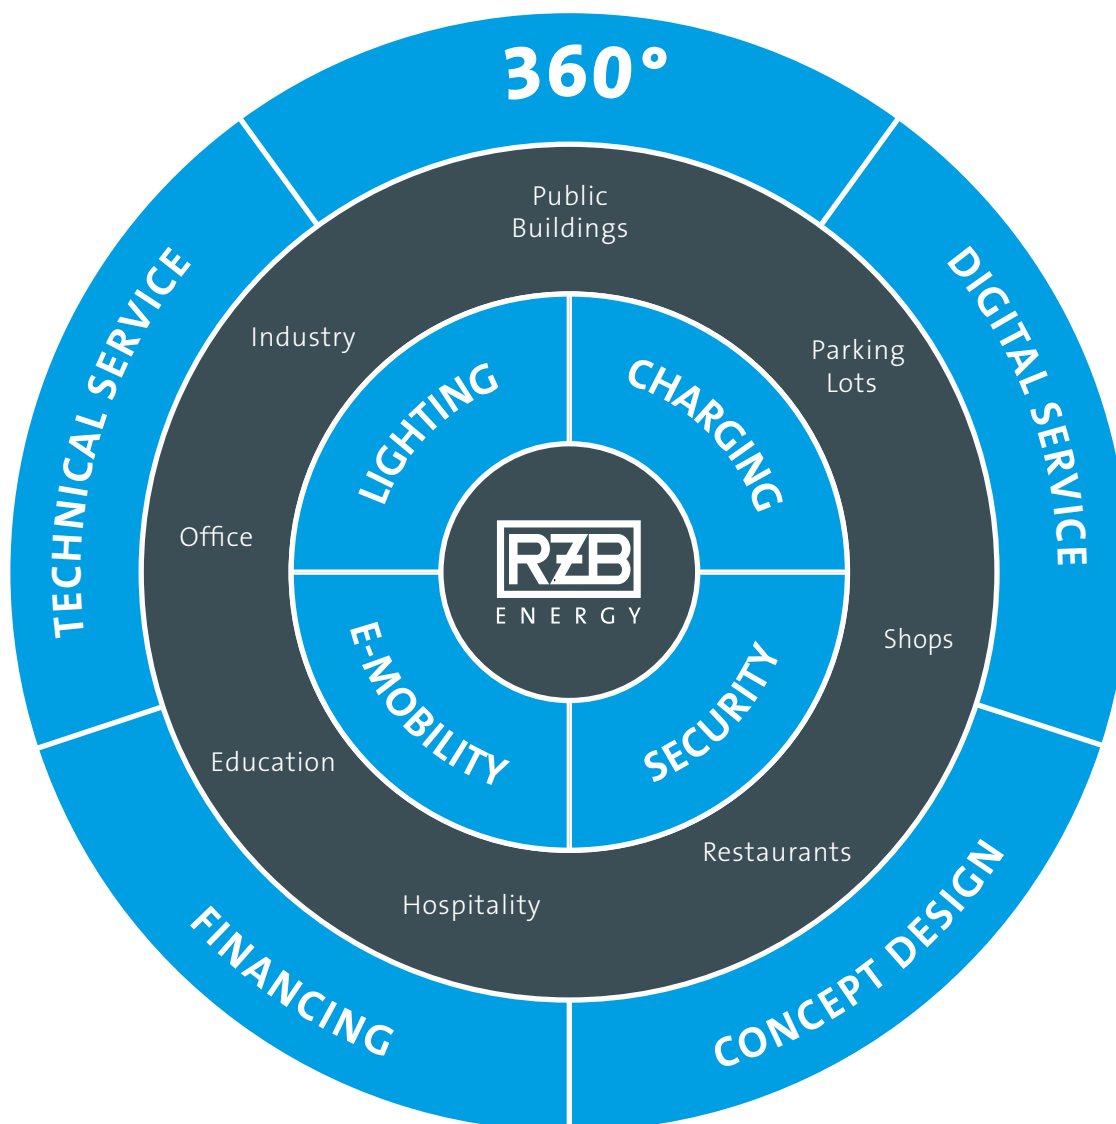 360°
TECHNICAL SERVICE
DIGITAL SERVICE
Public
Buildings
Industry
Parking
Lots
LIGHTING
CHARGING
Office
RZB
ENERGY
Shops
E-MOBILITY
SECURITY
Education
Restaurants
Hospitality
FINANCING
CONCEPT DESIGN